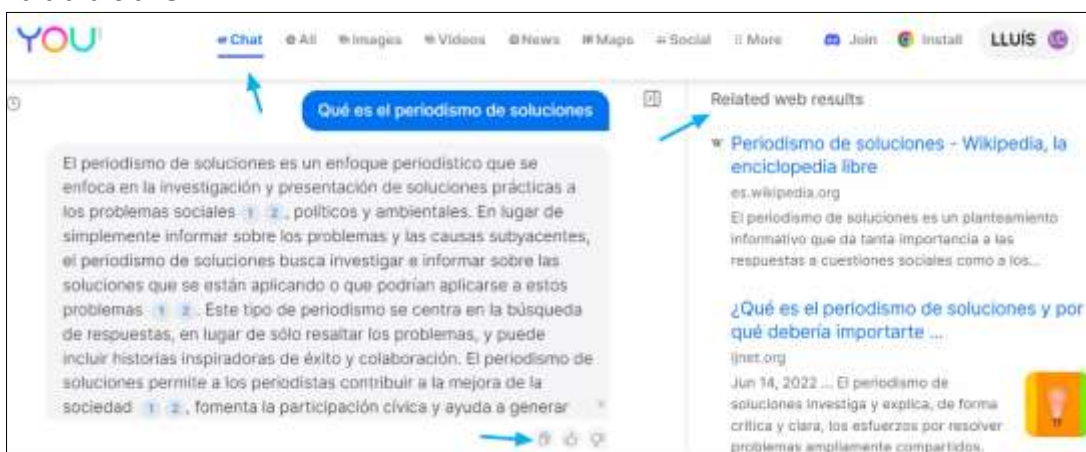 YOU
Chat All Images Videos News Maps Social More Join Install LLUÍS
Qué es el periodismo de soluciones
El periodismo de soluciones es un enfoque periodístico que se
enfoca en la investigación y presentación de soluciones prácticas a
los problemas sociales 1 2 , políticos y ambientales. En lugar de
simplemente informar sobre los problemas y las causas subyacentes,
el periodismo de soluciones busca investigar e informar sobre las
soluciones que se están aplicando o que podrían aplicarse a estos
problemas 1 2 . Este tipo de periodismo se centra en la búsqueda
de respuestas, en lugar de sólo resaltar los problemas, y puede
incluir historias inspiradoras de éxito y colaboración. El periodismo de
soluciones permite a los periodistas contribuir a la mejora de la
sociedad 1 2 , fomenta la participación cívica y ayuda a generar
Related web results
W Periodismo de soluciones - Wikipedia, la
enciclopedia libre
es.wikipedia.org
El periodismo de soluciones es un planteamiento
informativo que da tanta importancia a las
respuestas a cuestiones sociales como a los...
¿Qué es el periodismo de soluciones y por
qué debería importarte ...
ijnet.org
Jun 14, 2022 ... El periodismo de
soluciones investiga y explica, de forma
crítica y clara, los esfuerzos por resolver
problemas ampliamente compartidos.